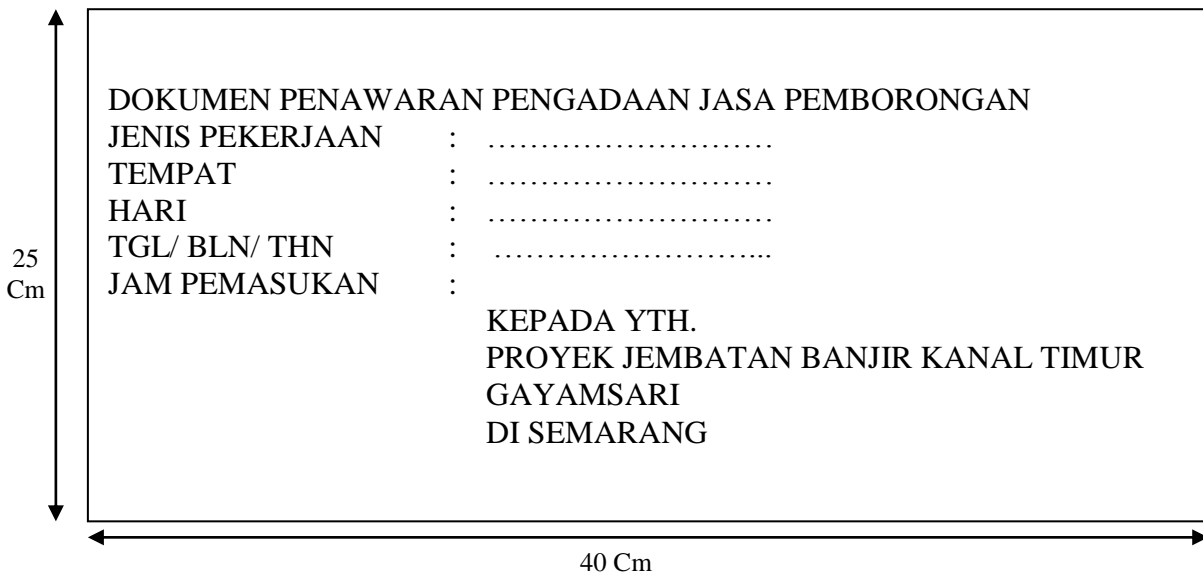 DOKUMEN PENAWARAN PENGADAAN JASA PEMBORONGAN
JENIS PEKERJAAN : ………………………
TEMPAT : ………………………
HARI : ………………………
TGL/ BLN/ THN : ……………………...
JAM PEMASUKAN :
KEPADA YTH.
PROYEK JEMBATAN BANJIR KANAL TIMUR
GAYAMSARI
DI SEMARANG
25
Cm
40 Cm